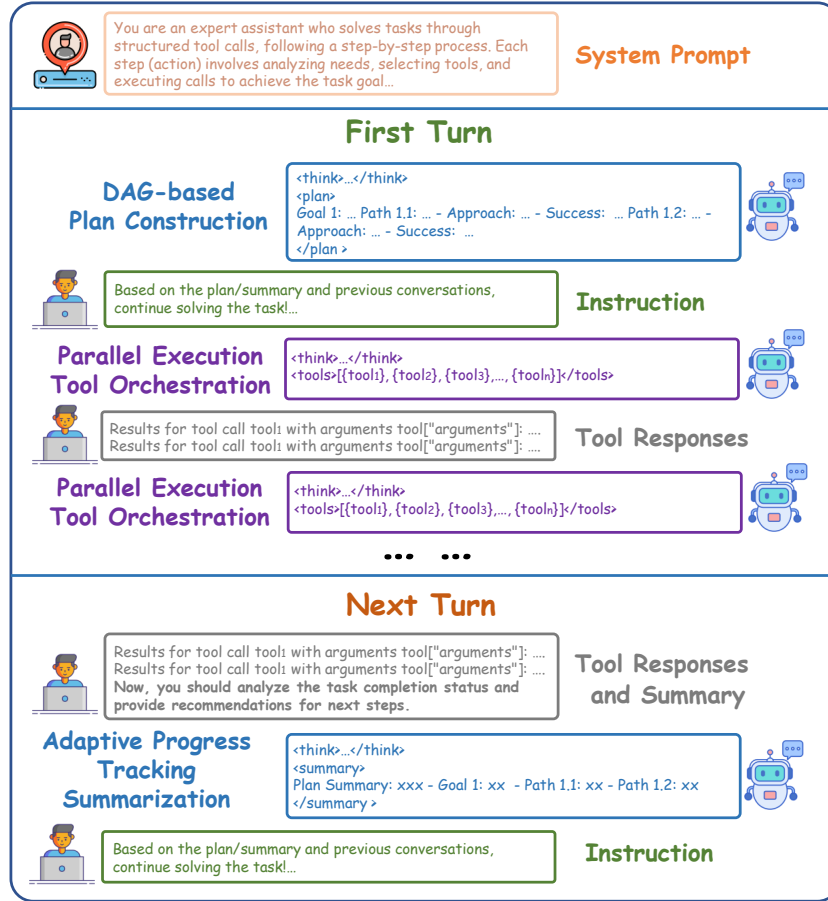 You are an expert assistant who solves tasks through
structured tool calls, following a step-by-step process. Each
step (action) involves analyzing needs, selecting tools, and
executing calls to achieve the task goal…
System Prompt
First Turn
DAG-based
Plan Construction
<think>…</think>
<plan>
Goal 1: … Path 1.1: … - Approach: … - Success:  … Path 1.2: … -
Approach: … - Success:  …
</plan >
Based on the plan/summary and previous conversations,
continue solving the task!…
Instruction
Parallel Execution
Tool Orchestration
<think>…</think>
<tools>[{tool1}, {tool2}, {tool3},…, {tooln}]</tools>
Results for tool call tool1 with arguments tool["arguments"]: ….
Results for tool call tool1 with arguments tool["arguments"]: ….
Tool Responses
Parallel Execution
Tool Orchestration
<think>…</think>
<tools>[{tool1}, {tool2}, {tool3},…, {tooln}]</tools>
… …
Next Turn
Results for tool call tool1 with arguments tool["arguments"]: ….
Results for tool call tool1 with arguments tool["arguments"]: ….
Now, you should analyze the task completion status and
provide recommendations for next steps.
Tool Responses
and Summary
Adaptive Progress
Tracking
Summarization
<think>…</think>
<summary>
Plan Summary: xxx - Goal 1: xx  - Path 1.1: xx - Path 1.2: xx
</summary >
Based on the plan/summary and previous conversations,
continue solving the task!…
Instruction